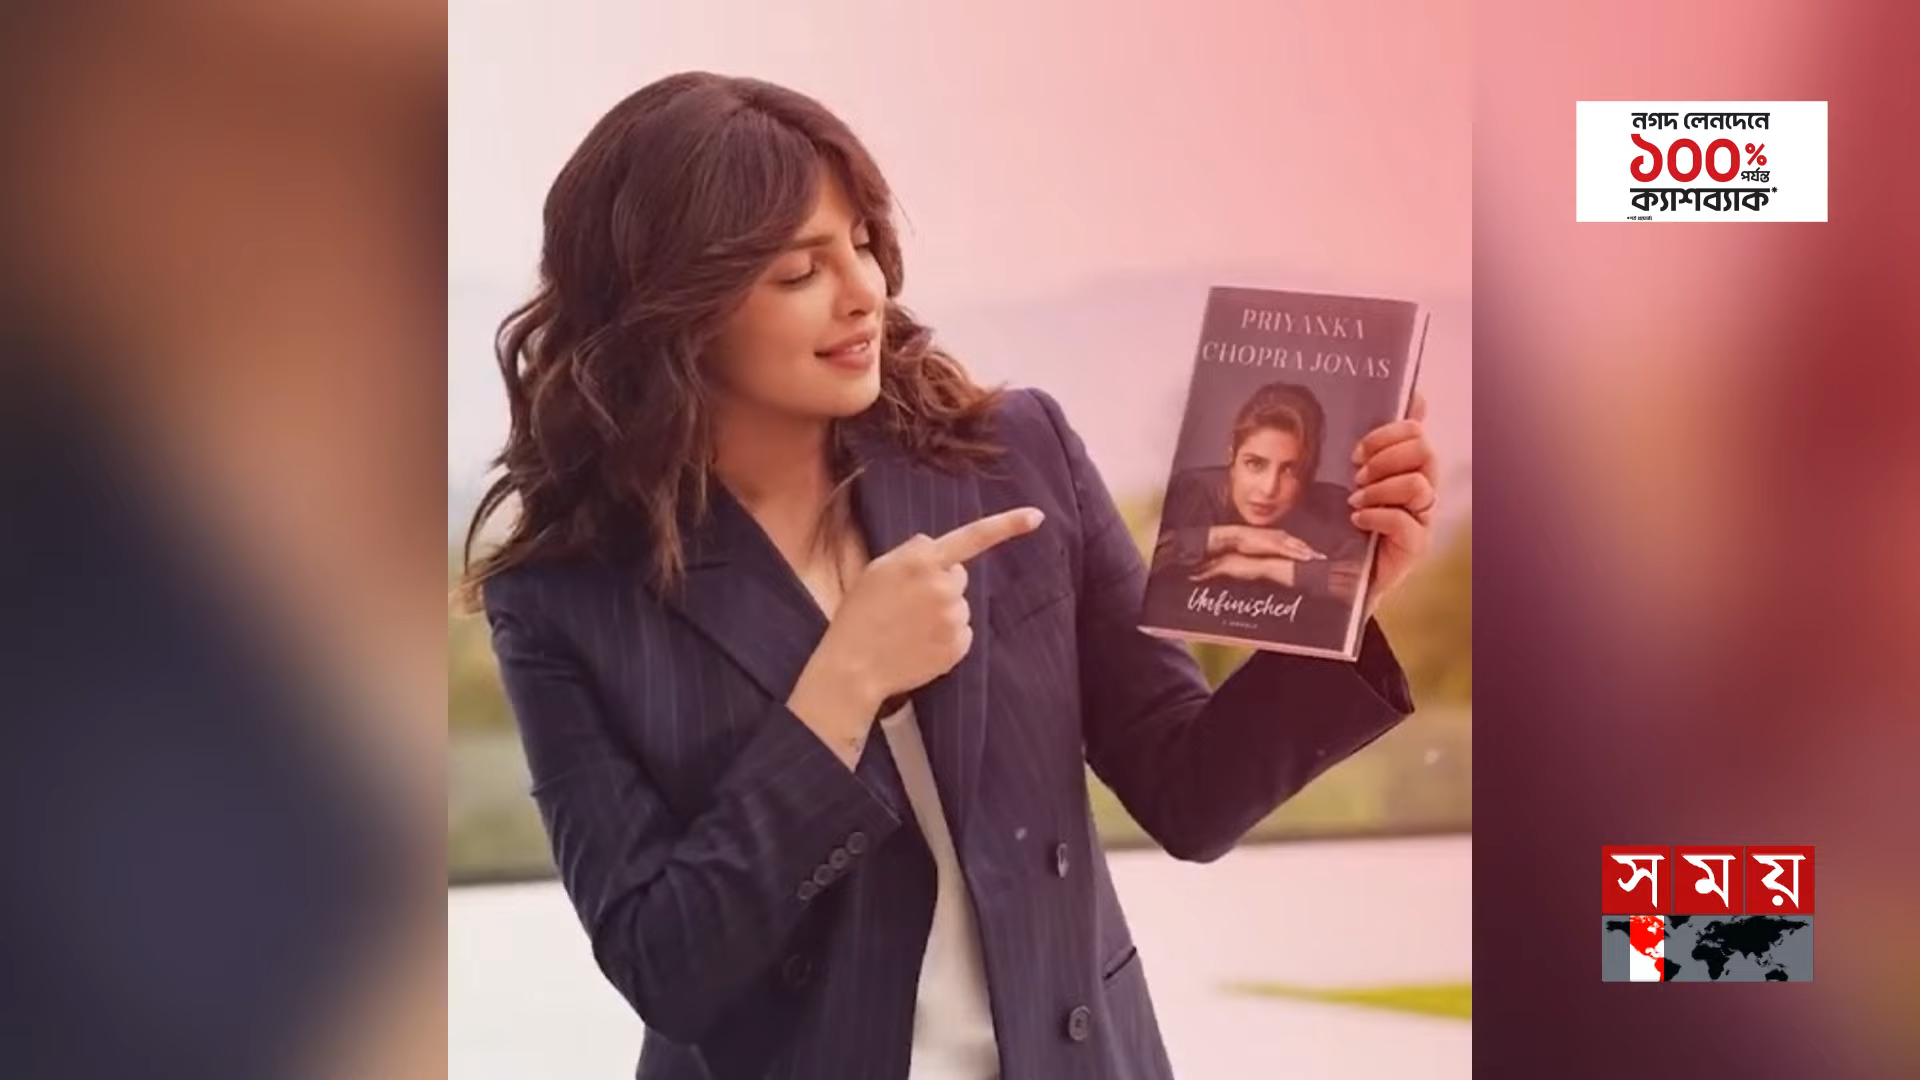 PRIYANKA
CHOPRA JONAS
Unfinished
নগদ লেনদেনে
১০০%
পর্যন্ত
ক্যাশব্যাক*
সময়